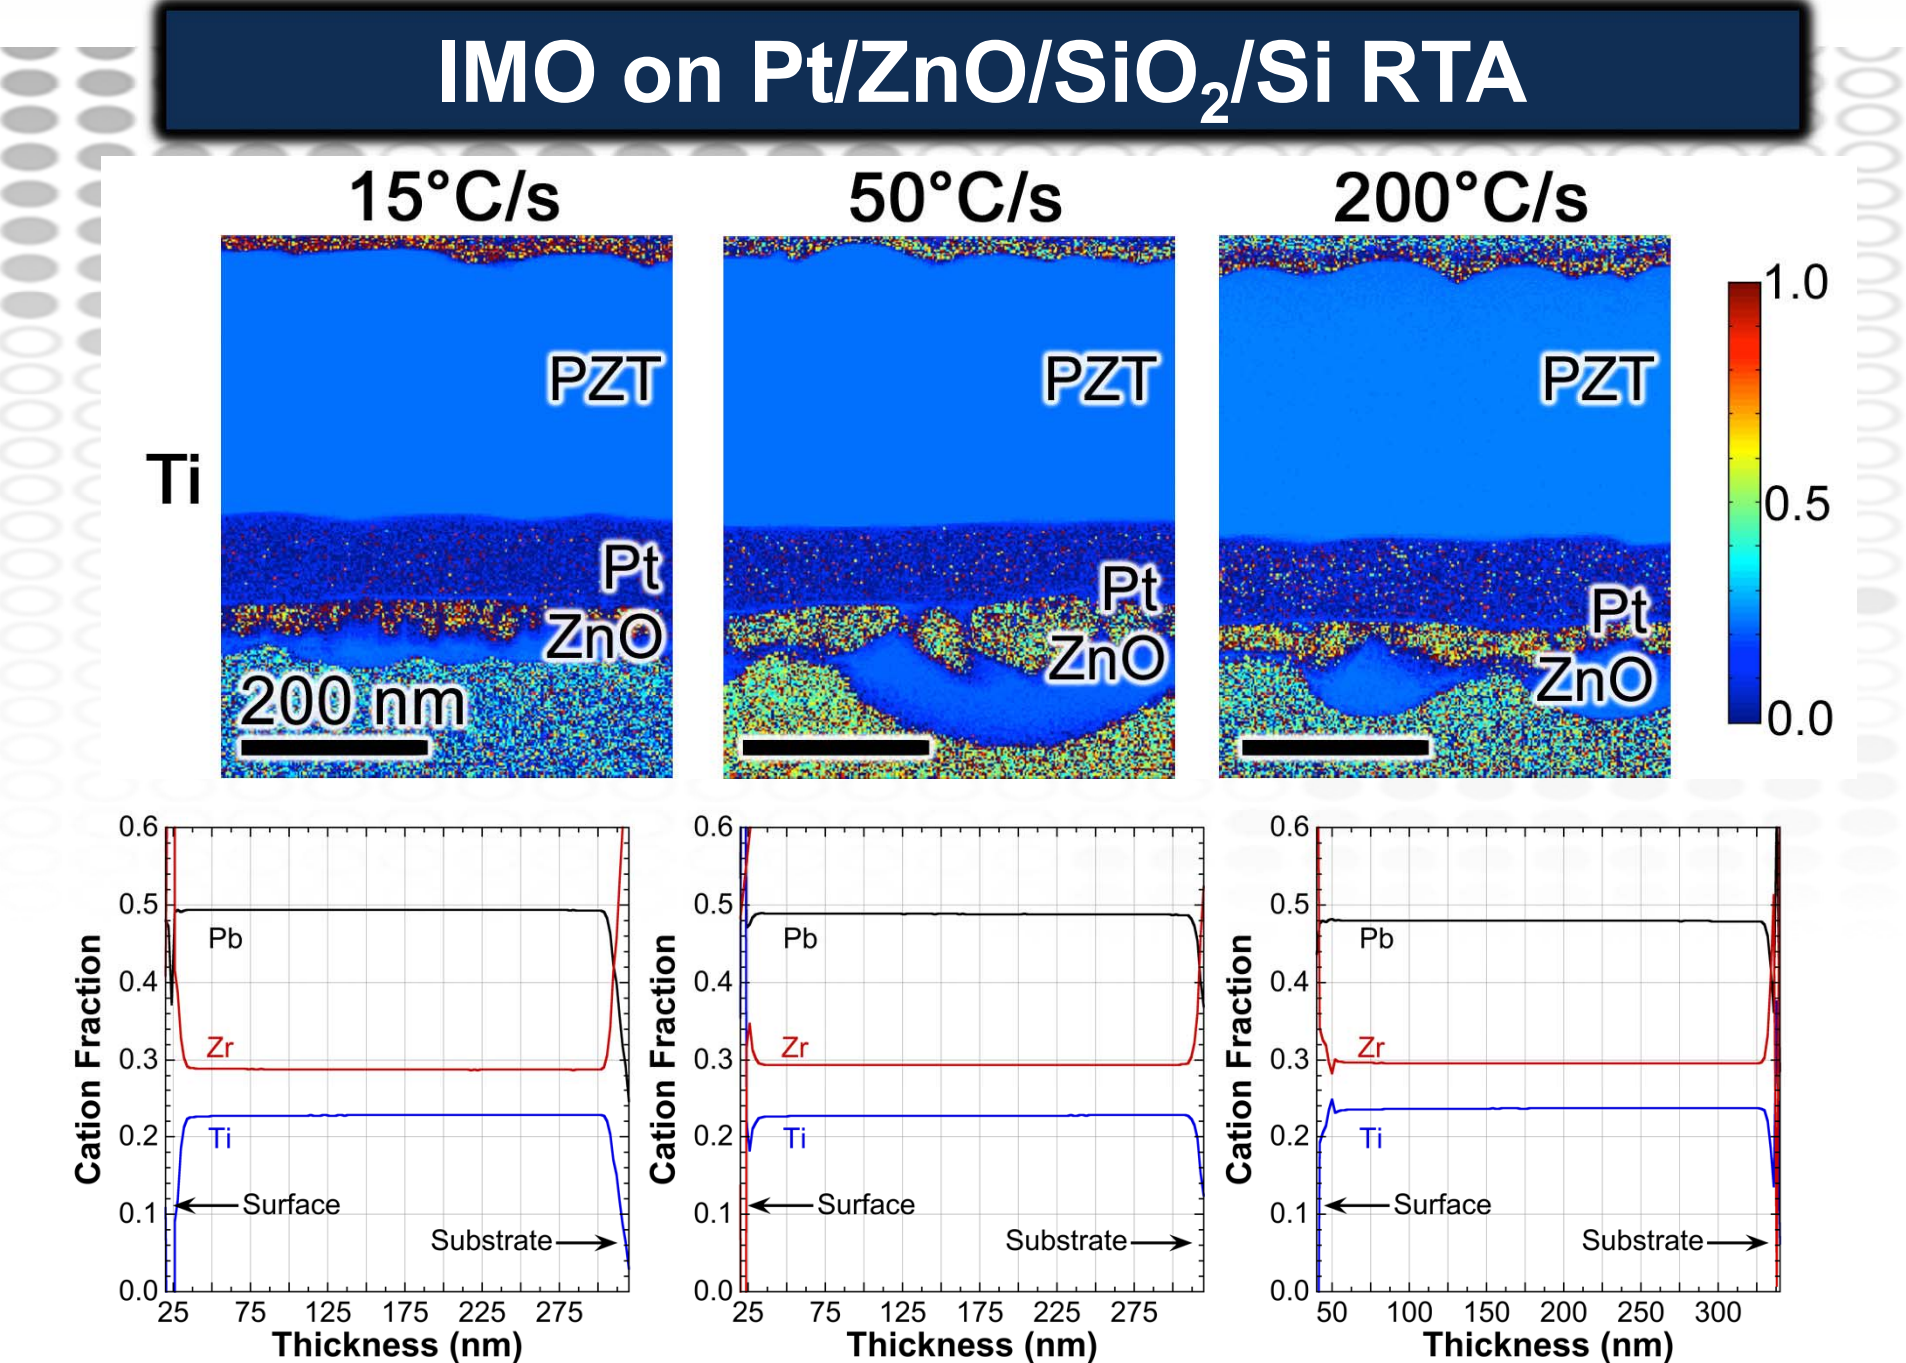 IMO on Pt/ZnO/SiO₂/Si RTA
15°C/s
50°C/s
200°C/s
Ti
PZT
Pt
ZnO
200 nm
PZT
Pt
ZnO
PZT
Pt
ZnO
1.0
0.5
0.0
Cation Fraction
0.6
0.5
0.4
0.3
0.2
0.1
0.0
Pb
Zr
Ti
Surface
Substrate
25 75 125 175 225 275
Thickness (nm)
Cation Fraction
0.6
0.5
0.4
0.3
0.2
0.1
0.0
Pb
Zr
Ti
Surface
Substrate
25 75 125 175 225 275
Thickness (nm)
Cation Fraction
0.6
0.5
0.4
0.3
0.2
0.1
0.0
Pb
Zr
Ti
Surface
Substrate
50 100 150 200 250 300
Thickness (nm)